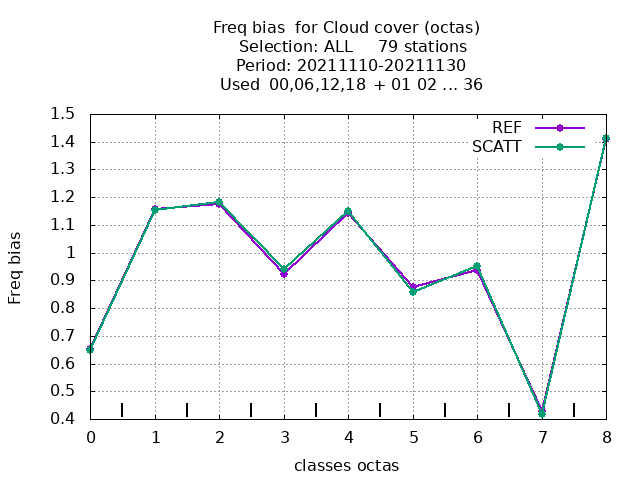 Freq bias  for Cloud cover (octas)
Selection: ALL     79 stations
Period: 20211110-20211130
Used  00,06,12,18  + 01 02 ... 36
1.5
1.4
1.3
1.2
1.1
1
0.9
0.8
0.7
0.6
0.5
0.4
Freq bias
REF
SCATT
0 1 2 3 4 5 6 7 8
classes octas